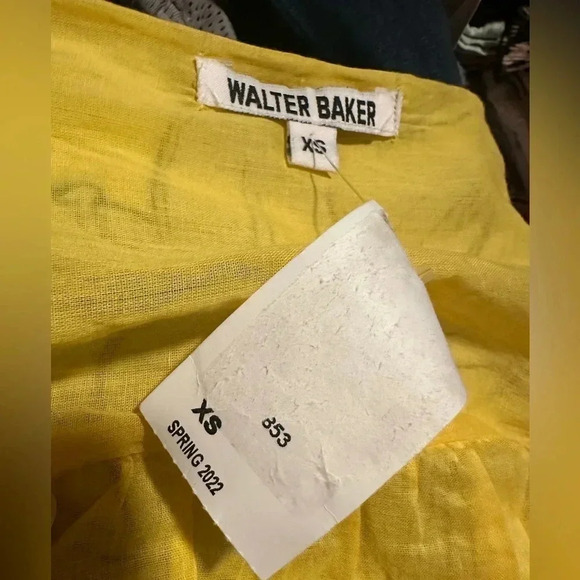 WALTER BAKER
XS
853
XS
SPRING 2022